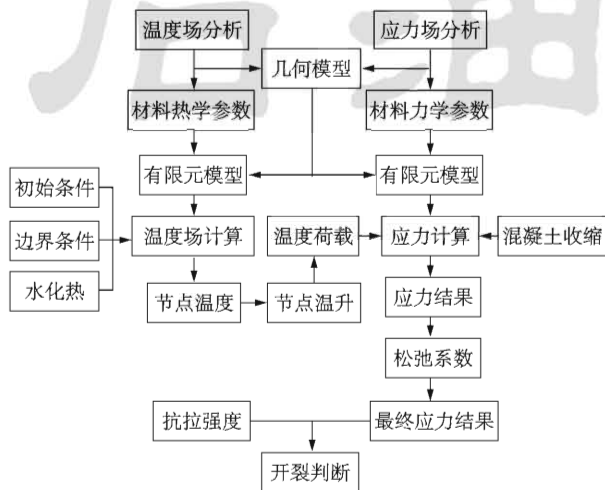 温度场分析
应力场分析
几何模型
材料热学参数
材料力学参数
有限元模型
有限元模型
初始条件
边界条件
水化热
温度场计算
温度荷载
应力计算
混凝土收缩
节点温度
节点温升
应力结果
松弛系数
抗拉强度
最终应力结果
开裂判断